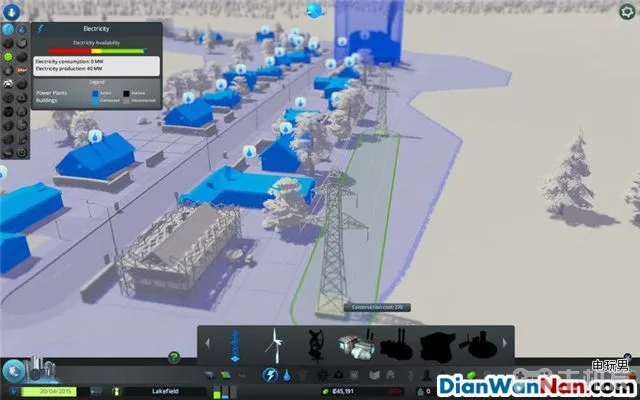 Electricity
Electricity Availability
Electricity consumption: 0 MW
Electricity production: 40 MW
Legend
Power Plants Active Inactive
Buildings Connected Disconnected
Construction cost: 220
20/04/2015
Lakefield
₡45,191
0
电玩男
DianWanNan.com